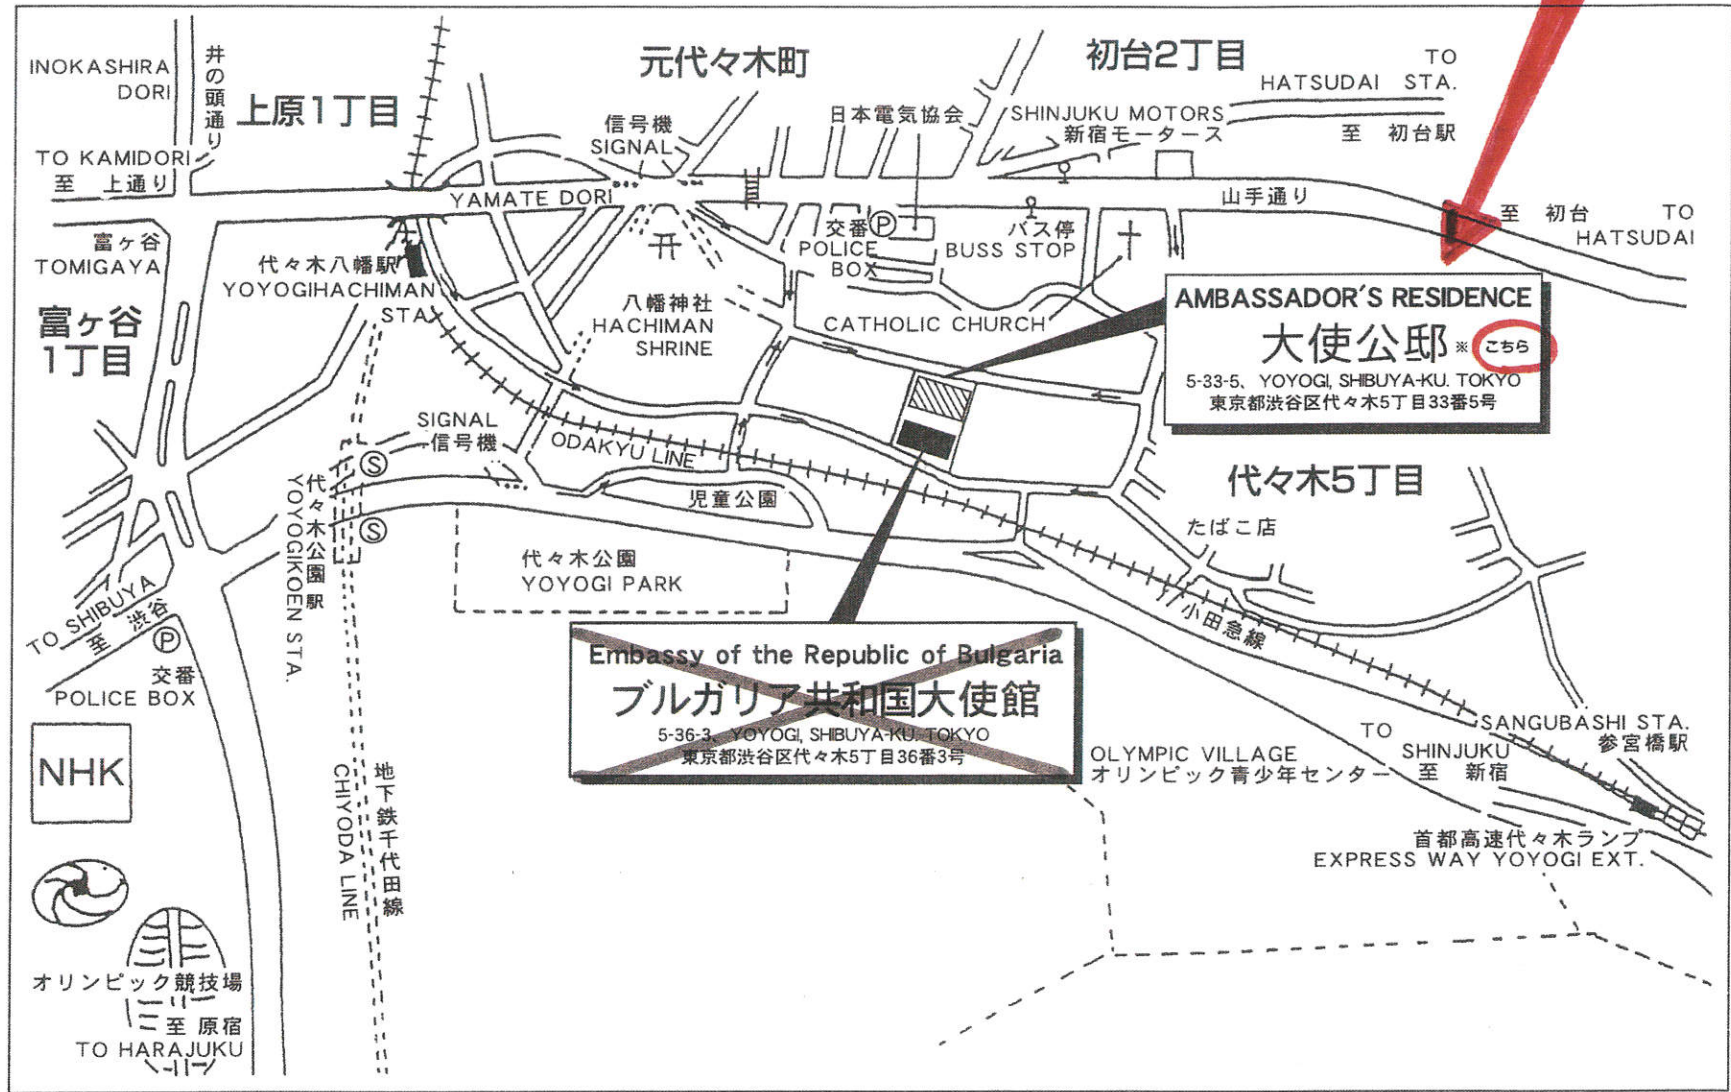 INOKASHIRA
DORI
井の頭通り
上原1丁目
元代々木町
初台2丁目
TO
HATSUDAI STA.
至 初台駅
信号機
SIGNAL
日本電気協会
SHINJUKU MOTORS
新宿モータース
TO KAMIDORI
至 上通り
YAMATE DORI
山手通り
至 初台
TO
HATSUDAI
富ヶ谷
TOMIGAYA
代々木八幡駅
YOYOGIHACHIMAN
STA
交番
P
POLICE
BOX
バス停
BUSS STOP
富ヶ谷
1丁目
八幡神社
HACHIMAN
SHRINE
CATHOLIC CHURCH
AMBASSADOR'S RESIDENCE
大使公邸※こちら
5-33-5、YOYOGI, SHIBUYA-KU. TOKYO
東京都渋谷区代々木5丁目33番5号
SIGNAL
信号機
S
S
ODAKYU LINE
代々木5丁目
児童公園
たばこ店
代々木公園駅
YOYOGIKOEN STA.
代々木公園
YOYOGI PARK
TO SHIBUYA
至 渋谷
P
交番
POLICE BOX
小田急線
Embassy of the Republic of Bulgaria
ブルガリア共和国大使館
5-36-3、YOYOGI, SHIBUYA-KU. TOKYO
東京都渋谷区代々木5丁目36番3号
NHK
地下鉄千代田線
CHIYODA LINE
OLYMPIC VILLAGE
オリンピック青少年センター
TO
SHINJUKU
至 新宿
SANGUBASHI STA.
参宮橋駅
首都高速代々木ランプ
EXPRESS WAY YOYOGI EXT.
オリンピック競技場
至 原宿
TO HARAJUKU